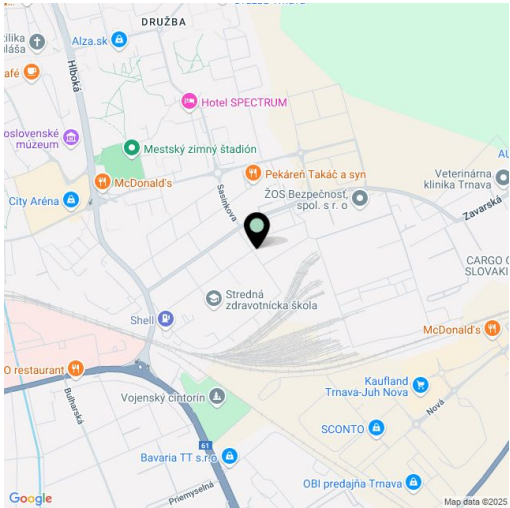 DRUŽBA
Alza.sk
Hlboká
Hotel SPECTRUM
múzeum
Mestský zimný štadión
McDonald's
City Aréna
Sasinkova
Pekáreň Takáč a syn
ŽOS Bezpečnosť,
spol. s r. o
Veterinárna
klinika Trnava
Zavarská
CARGO
SLOVAKI
Stredná
zdravotnícka škola
Shell
McDonald's
O restaurant
Bulharská
Vojenský cintorín
Kaufland
Trnava-Juh Nova
Nová
SCONTO
61
Bavaria TT s.r.o
OBI predajňa Trnava
Priemyselná
Google
Map data ©2025